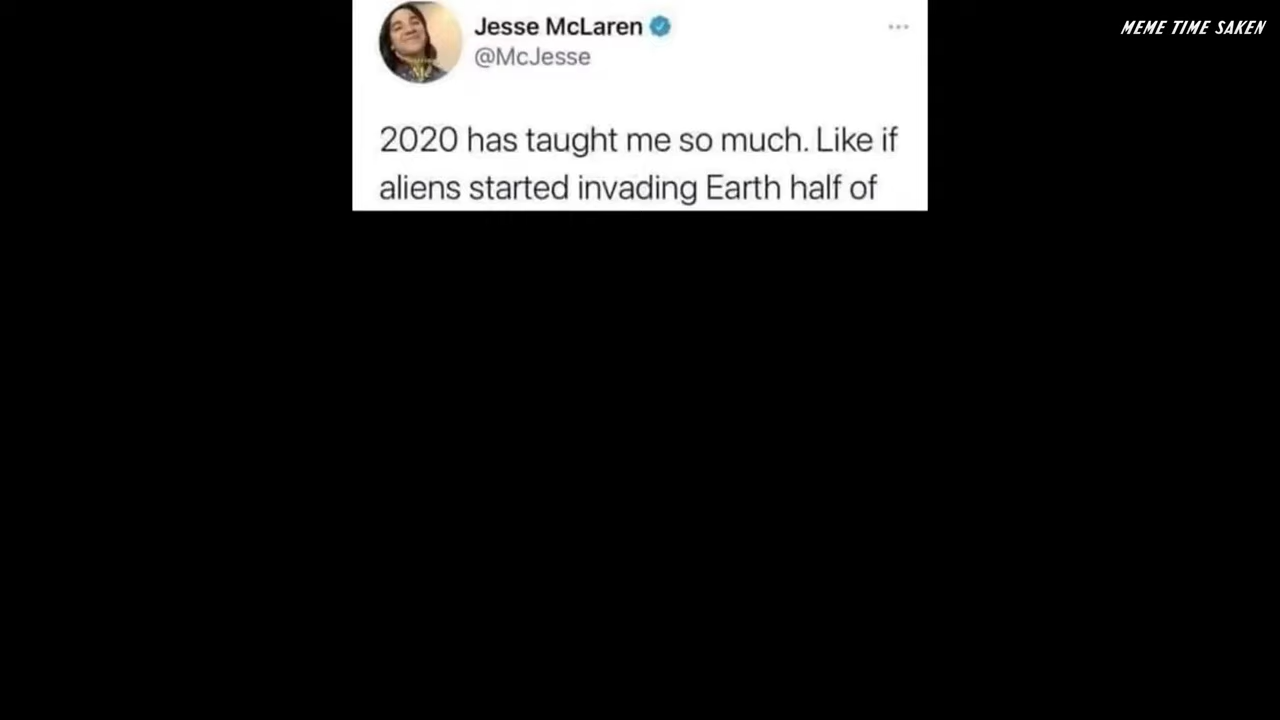 Jesse McLaren
@McJesse
MEME TIME SAKEN
2020 has taught me so much. Like if
aliens started invading Earth half of